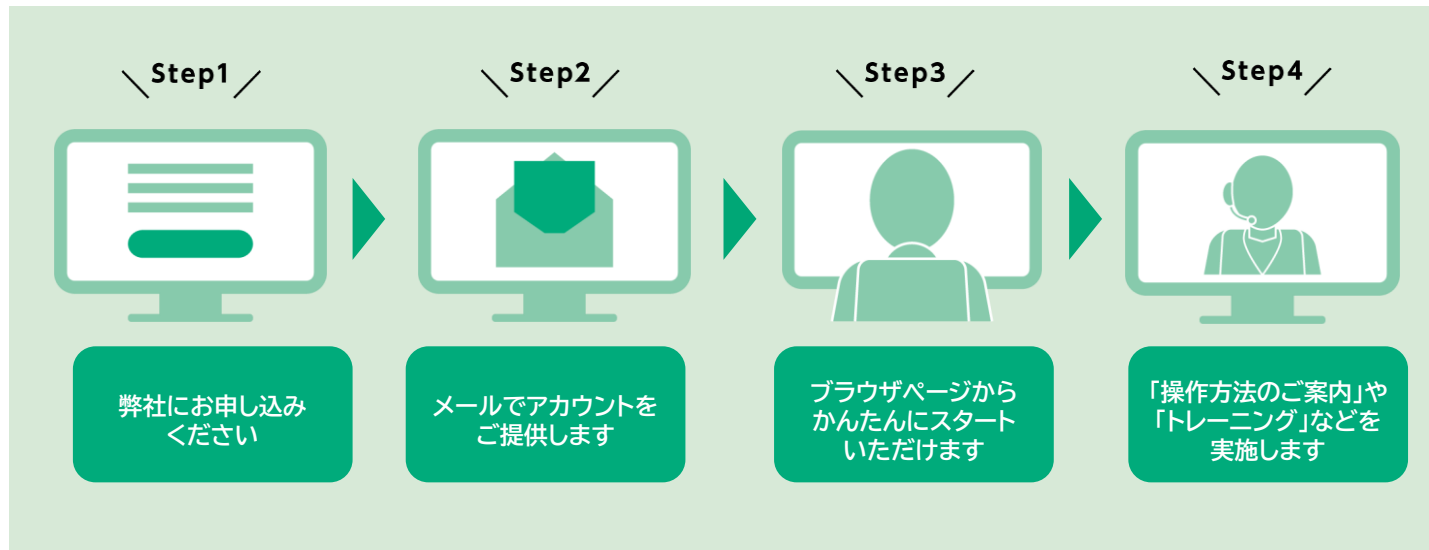 Step1
Step2
Step3
Step4
弊社にお申し込み
ください
メールでアカウントを
ご提供します
ブラウザページから
かんたんにスタート
いただけます
「操作方法のご案内」や
「トレーニング」などを
実施します